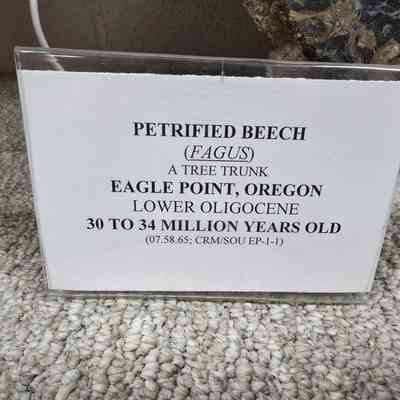 PETRIFIED BEECH
(FAGUS)
A TREE TRUNK
EAGLE POINT, OREGON
LOWER OLIGOCENE
30 TO 34 MILLION YEARS OLD
(07.58.65; CRM/SOU EP-1-1)